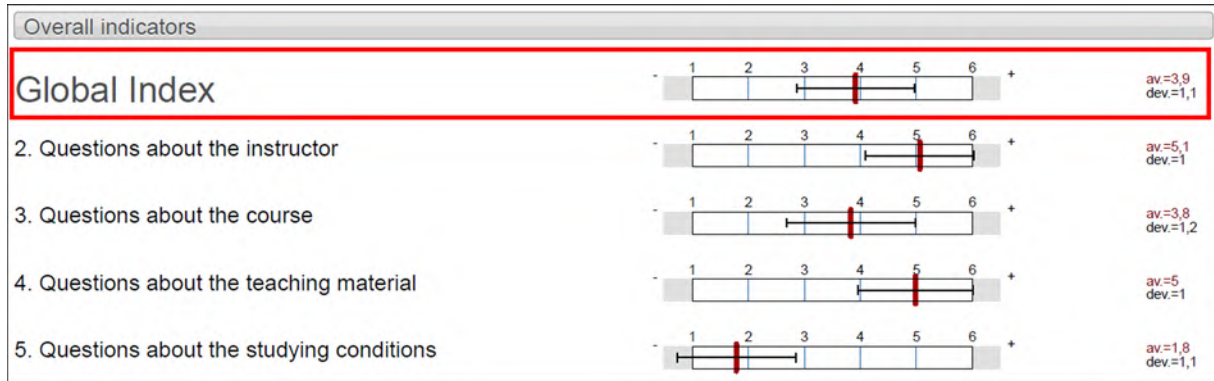 Overall indicators
Global Index
- 1 2 3 4 5 6 +
av.=3,9
dev.=1,1
2. Questions about the instructor
- 1 2 3 4 5 6 +
av.=5,1
dev.=1
3. Questions about the course
- 1 2 3 4 5 6 +
av.=3,8
dev.=1,2
4. Questions about the teaching material
- 1 2 3 4 5 6 +
av.=5
dev.=1
5. Questions about the studying conditions
- 1 2 3 4 5 6 +
av.=1,8
dev.=1,1